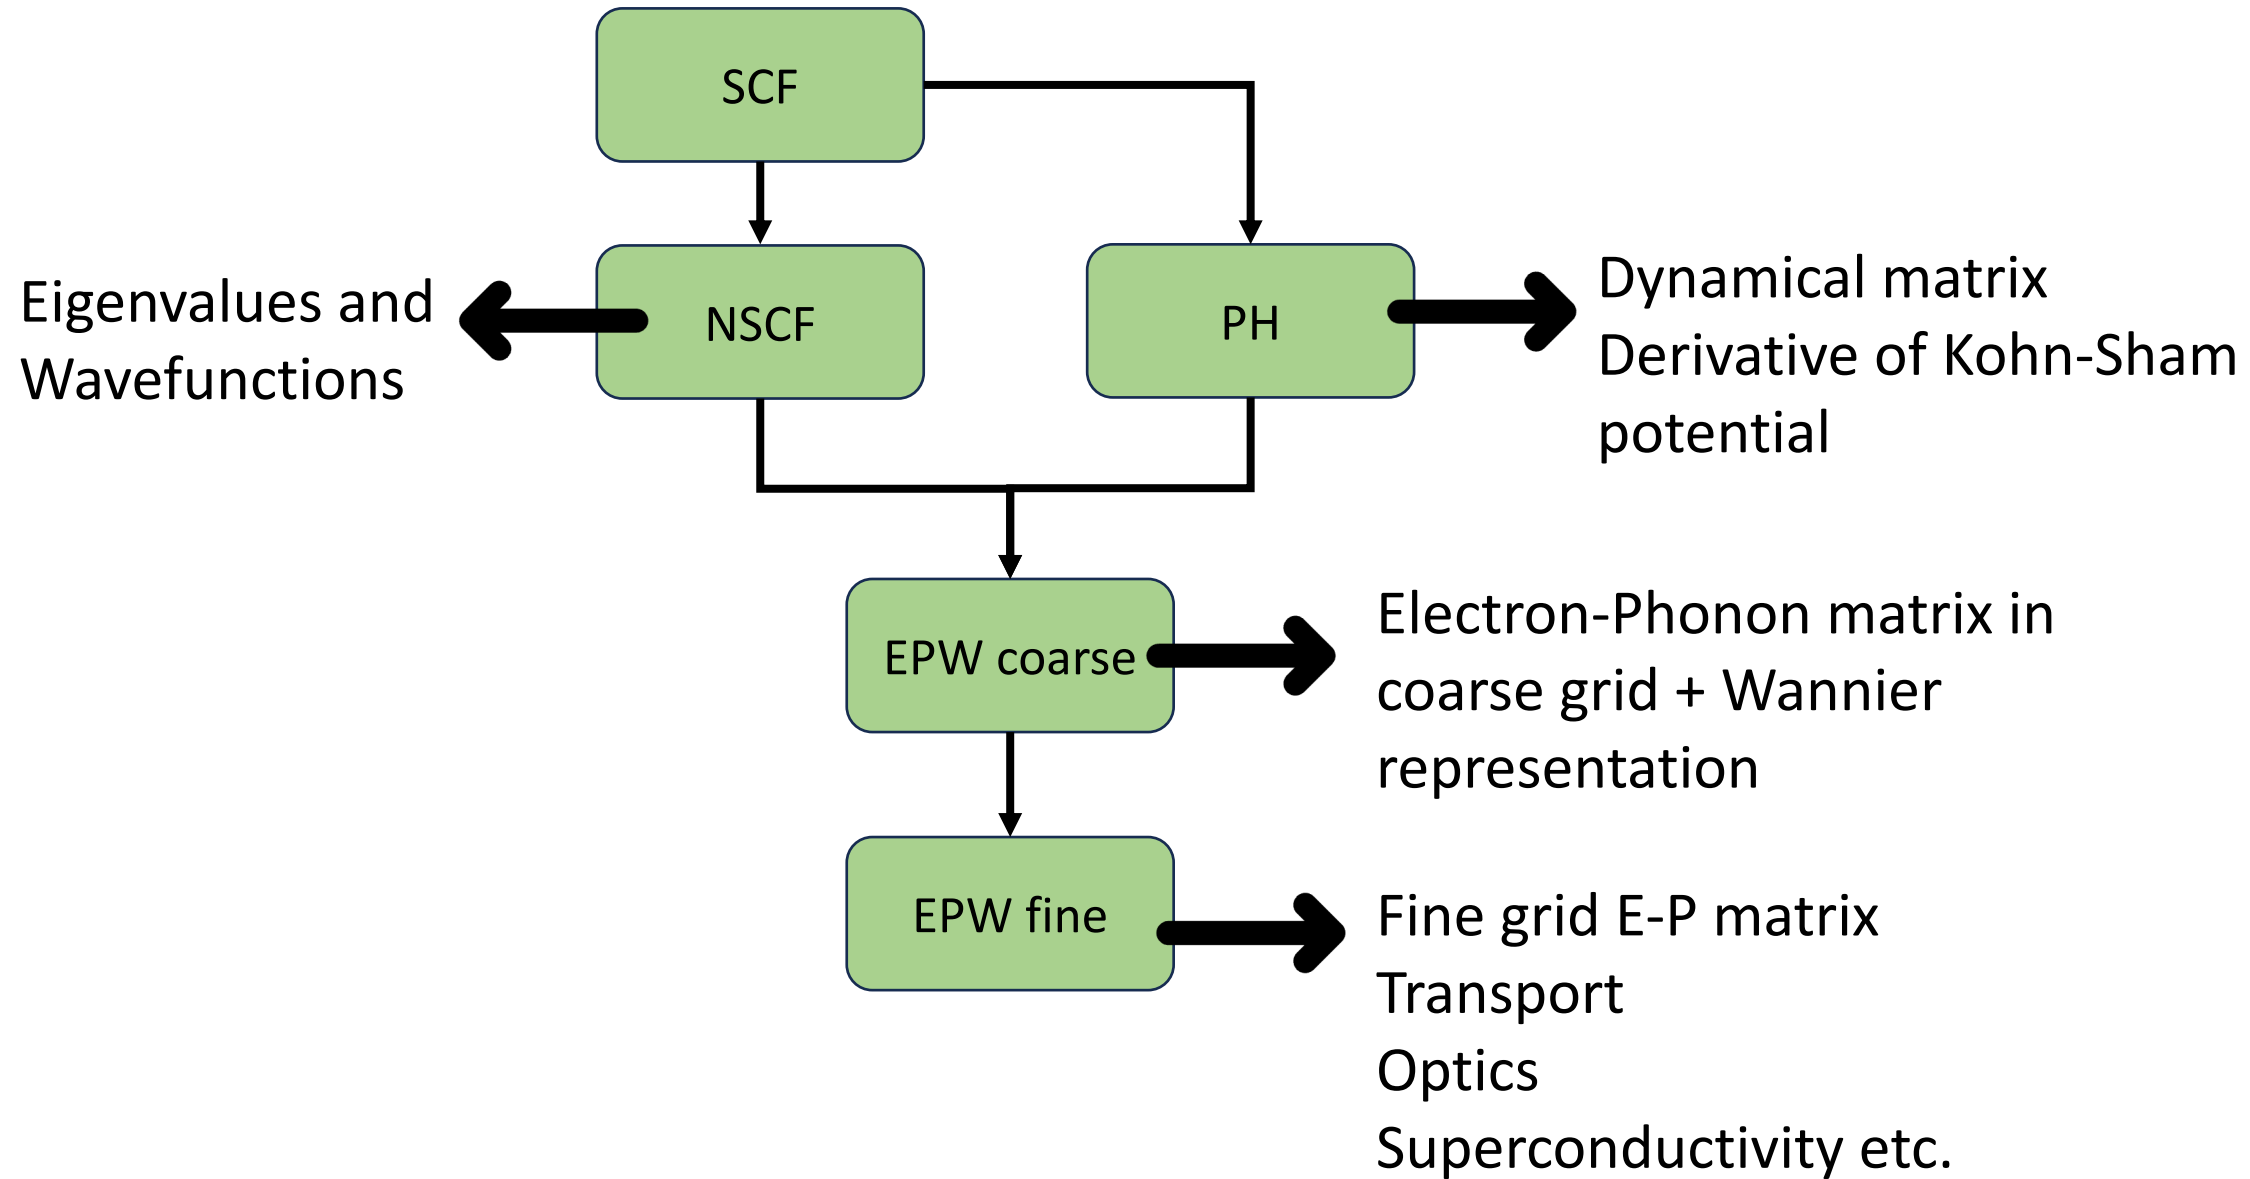 SCF
Eigenvalues and
Wavefunctions
NSCF
PH
Dynamical matrix
Derivative of Kohn-Sham
potential
EPW coarse
Electron-Phonon matrix in
coarse grid + Wannier
representation
EPW fine
Fine grid E-P matrix
Transport
Optics
Superconductivity etc.